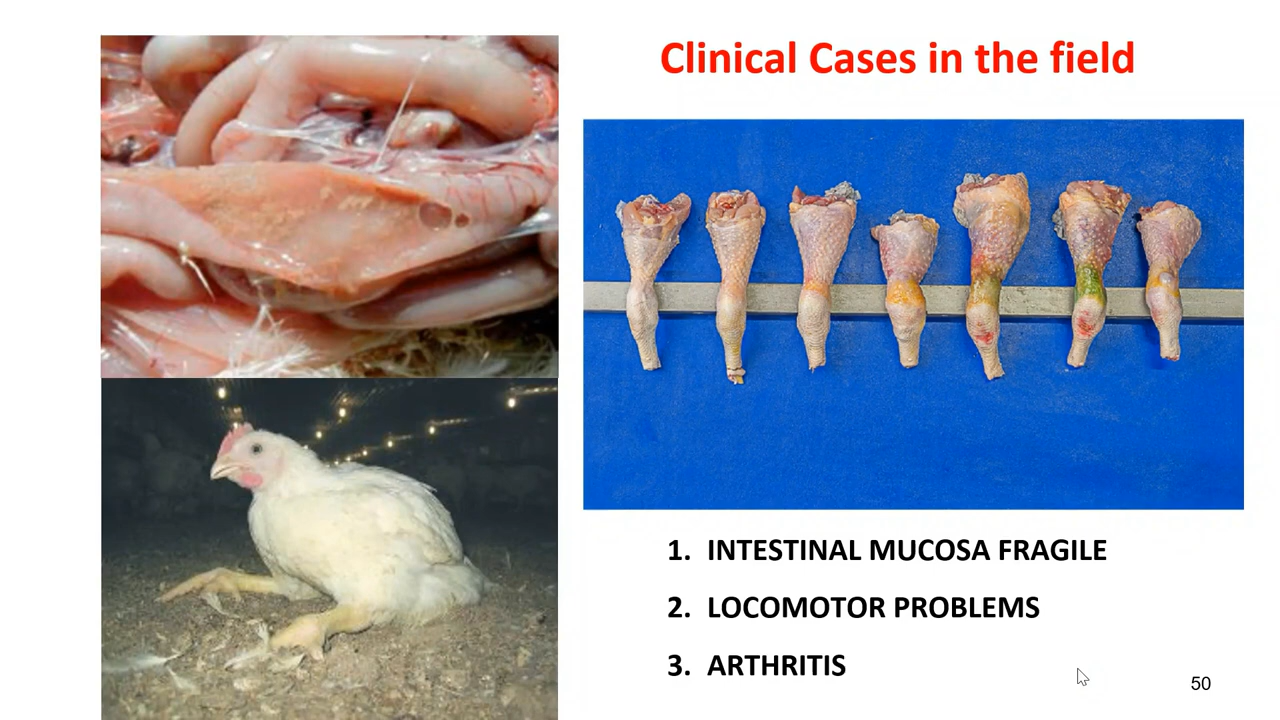 Clinical Cases in the field
1. INTESTINAL MUCOSA FRAGILE
2. LOCOMOTOR PROBLEMS
3. ARTHRITIS
50